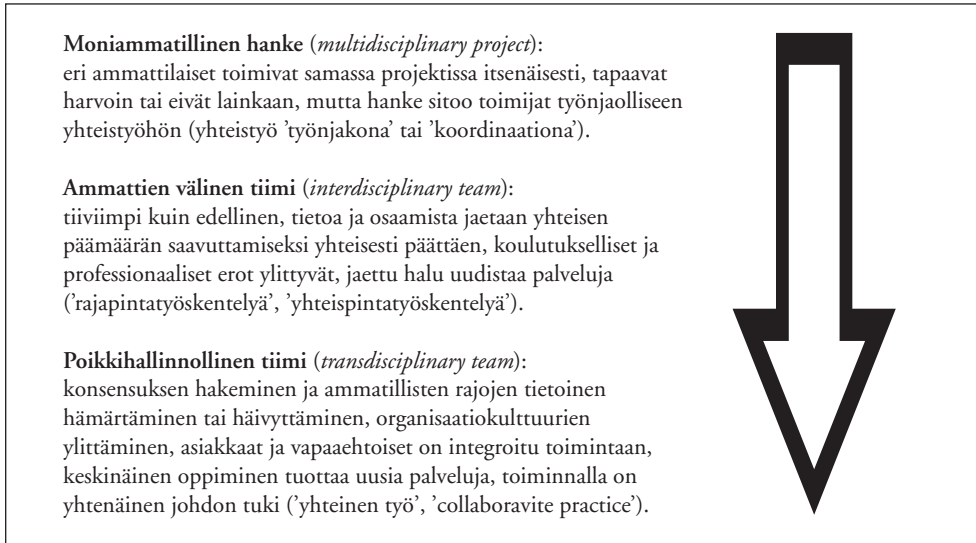 Moniammatillinen hanke (multidisciplinary project):
eri ammattilaiset toimivat samassa projektissa itsenäisesti, tapaavat
harvoin tai eivät lainkaan, mutta hanke sitoo toimijat työnjaolliseen
yhteistyöhön (yhteistyö ’työnjakona’ tai ’koordinaationa’).
Ammattien välinen tiimi (interdisciplinary team):
tiiviimpi kuin edellinen, tietoa ja osaamista jaetaan yhteisen
päämäärän saavuttamiseksi yhteisesti päättäen, koulutukselliset ja
professionaaliset erot ylittyvät, jaettu halu uudistaa palveluja
(’rajapintatyöskentelyä’, ’yhteispintatyöskentelyä’).
Poikkihallinnollinen tiimi (transdisciplinary team):
konsensuksen hakeminen ja ammatillisten rajojen tietoinen
hämärtäminen tai häivyttäminen, organisaatiokulttuurien
ylittäminen, asiakkaat ja vapaaehtoiset on integroitu toimintaan,
keskinäinen oppiminen tuottaa uusia palveluja, toiminnalla on
yhtenäinen johdon tuki (’yhteinen työ’, ’collaboravite practice’).